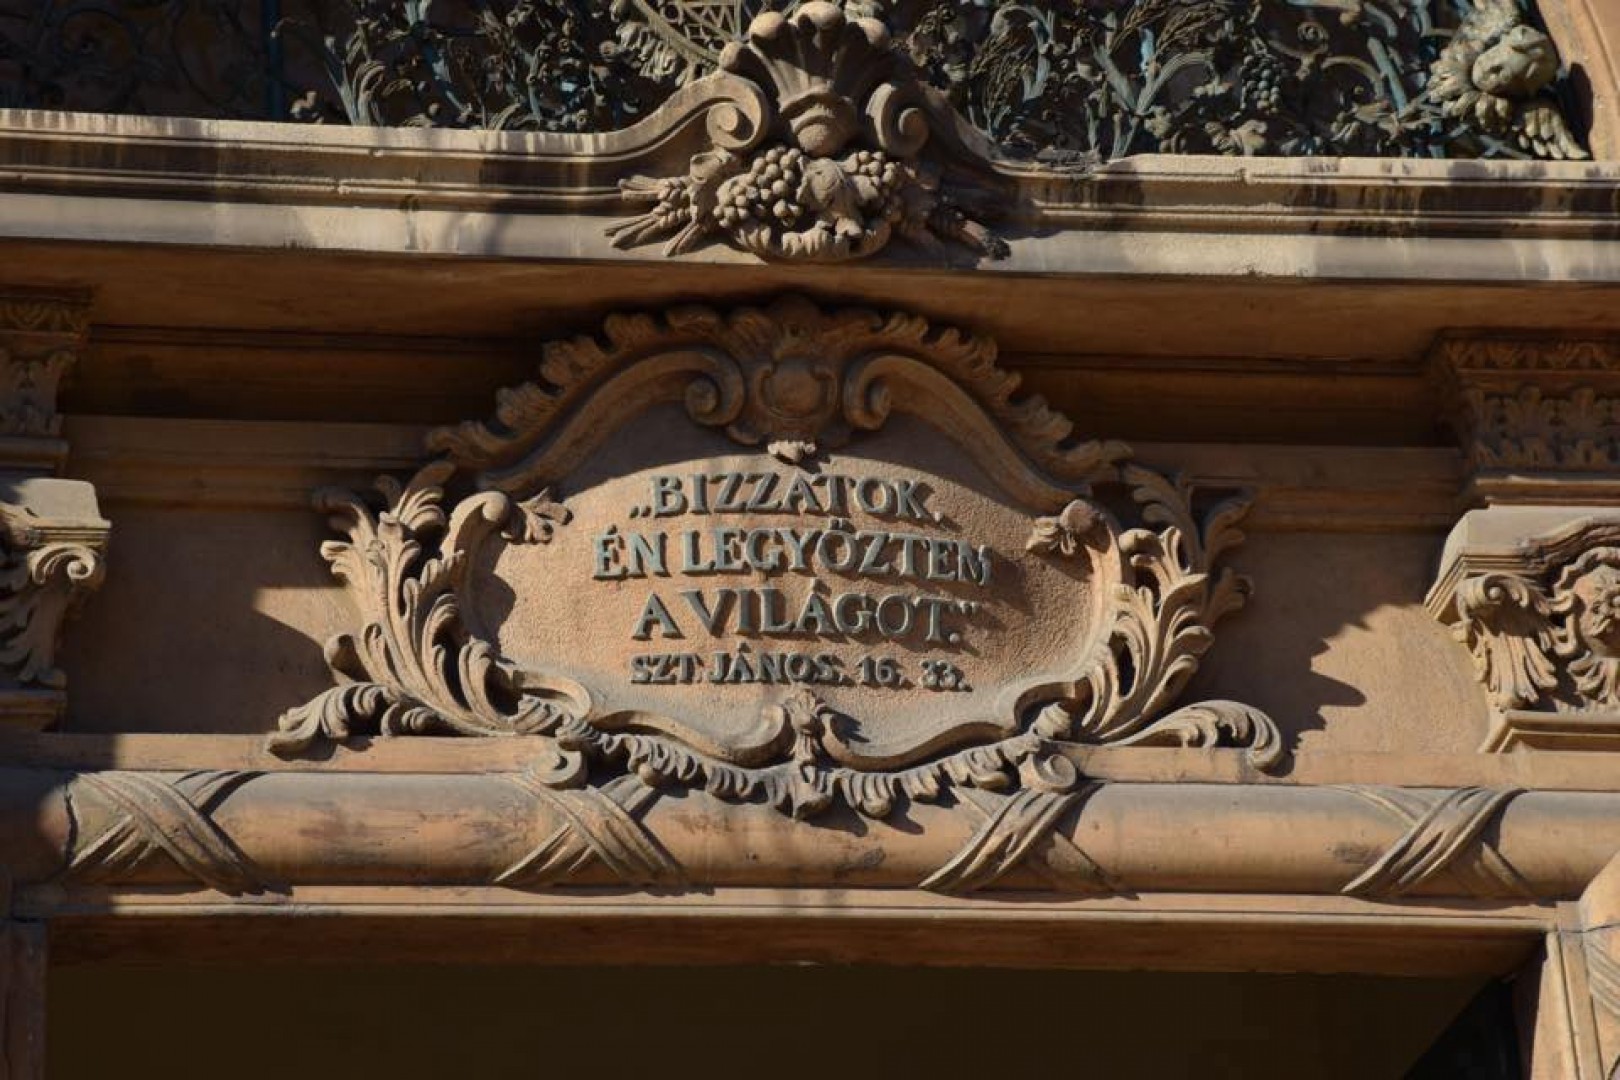 „BIZZATOK,
ÉN LEGYŐZTEM
A VILÁGOT."
SZT. JÁNOS. 16. 33.